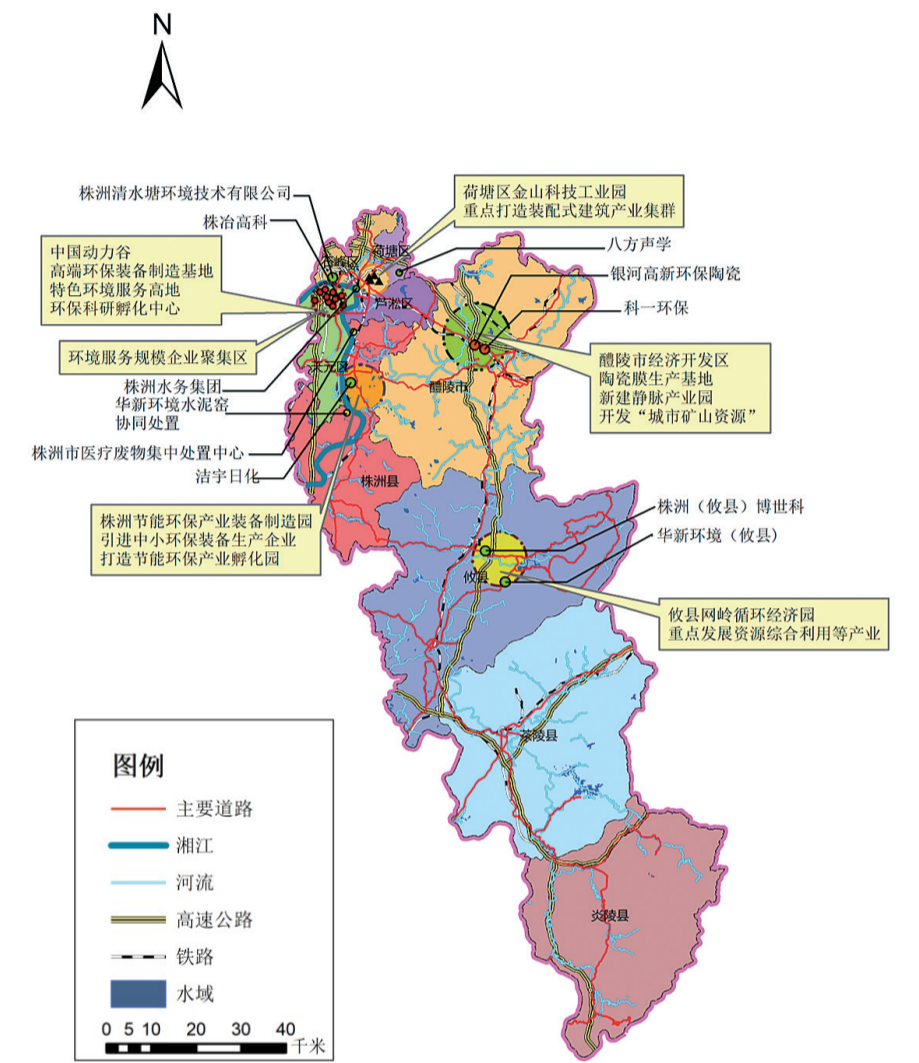 N
株洲清水塘环境技术有限公司
株冶高科
荷塘区金山科技工业园
重点打造装配式建筑产业集群
中国动力谷
高端环保装备制造基地
特色环境服务高地
环保科研孵化中心
八方声学
银河高新环保陶瓷
科一环保
荷塘区
石峰区
芦淞区
环境服务规模企业聚集区
天元区
醴陵市
醴陵市经济开发区
陶瓷膜生产基地
新建静脉产业园
开发“城市矿山资源”
株洲水务集团
华新环境水泥窑
协同处置
株洲市医疗废物集中处置中心
洁宇日化
株洲县
株洲节能环保产业装备制造园
引进中小环保装备生产企业
打造节能环保产业孵化园
株洲（攸县）博世科
华新环境（攸县）
攸县
攸县网岭循环经济园
重点发展资源综合利用等产业
茶陵县
炎陵县
图例
主要道路
湘江
河流
高速公路
铁路
水域
0 5 10 20 30 40
千米